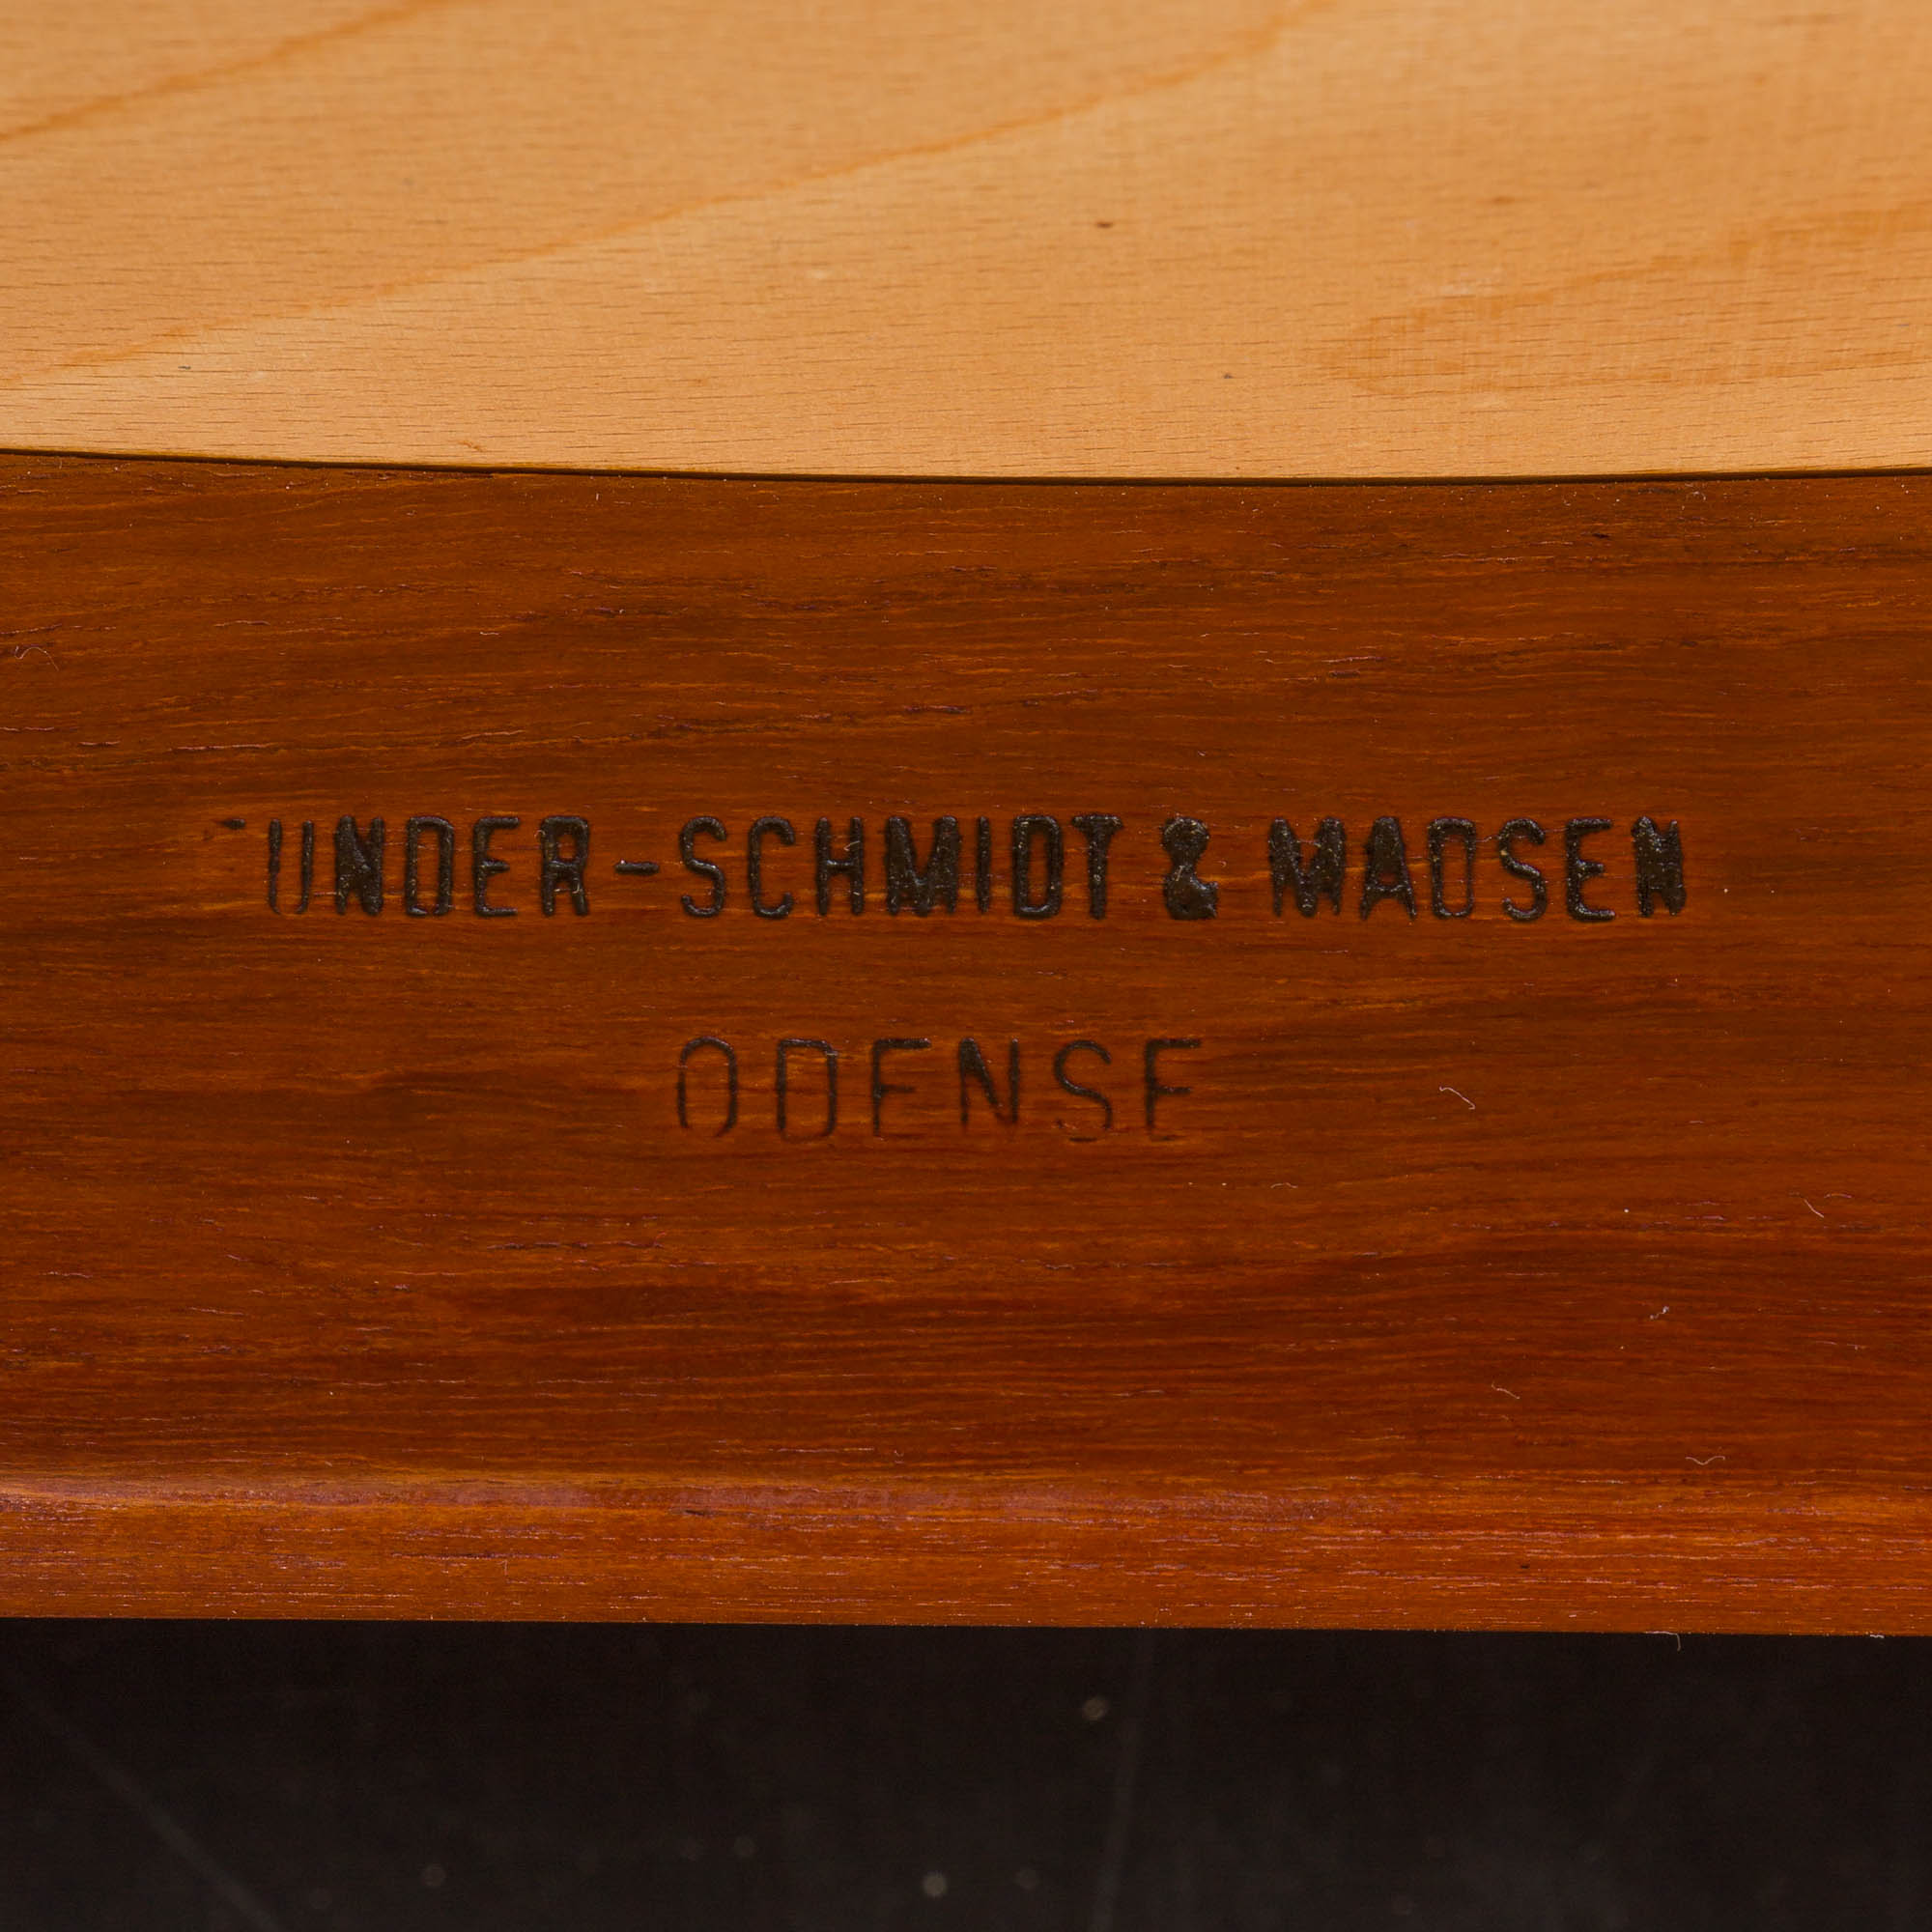 UNDER-SCHMIDT & MADSEN
ODENSE